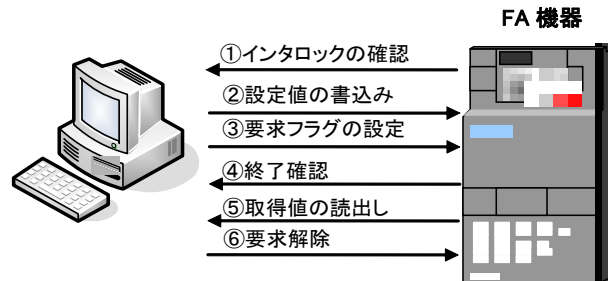 FA 機器
①インタロックの確認
②設定値の書込み
③要求フラグの設定
④終了確認
⑤取得値の読出し
⑥要求解除